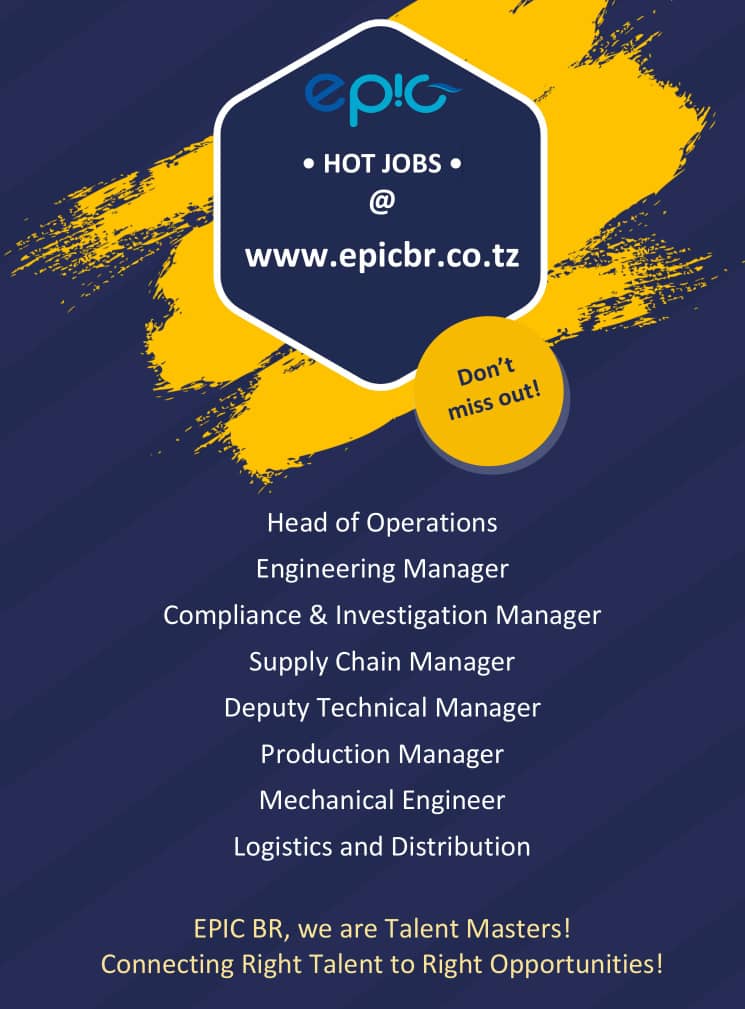 epic
• HOT JOBS •
@
www.epicbr.co.tz
Don’t
miss out!
Head of Operations
Engineering Manager
Compliance & Investigation Manager
Supply Chain Manager
Deputy Technical Manager
Production Manager
Mechanical Engineer
Logistics and Distribution
EPIC BR, we are Talent Masters!
Connecting Right Talent to Right Opportunities!